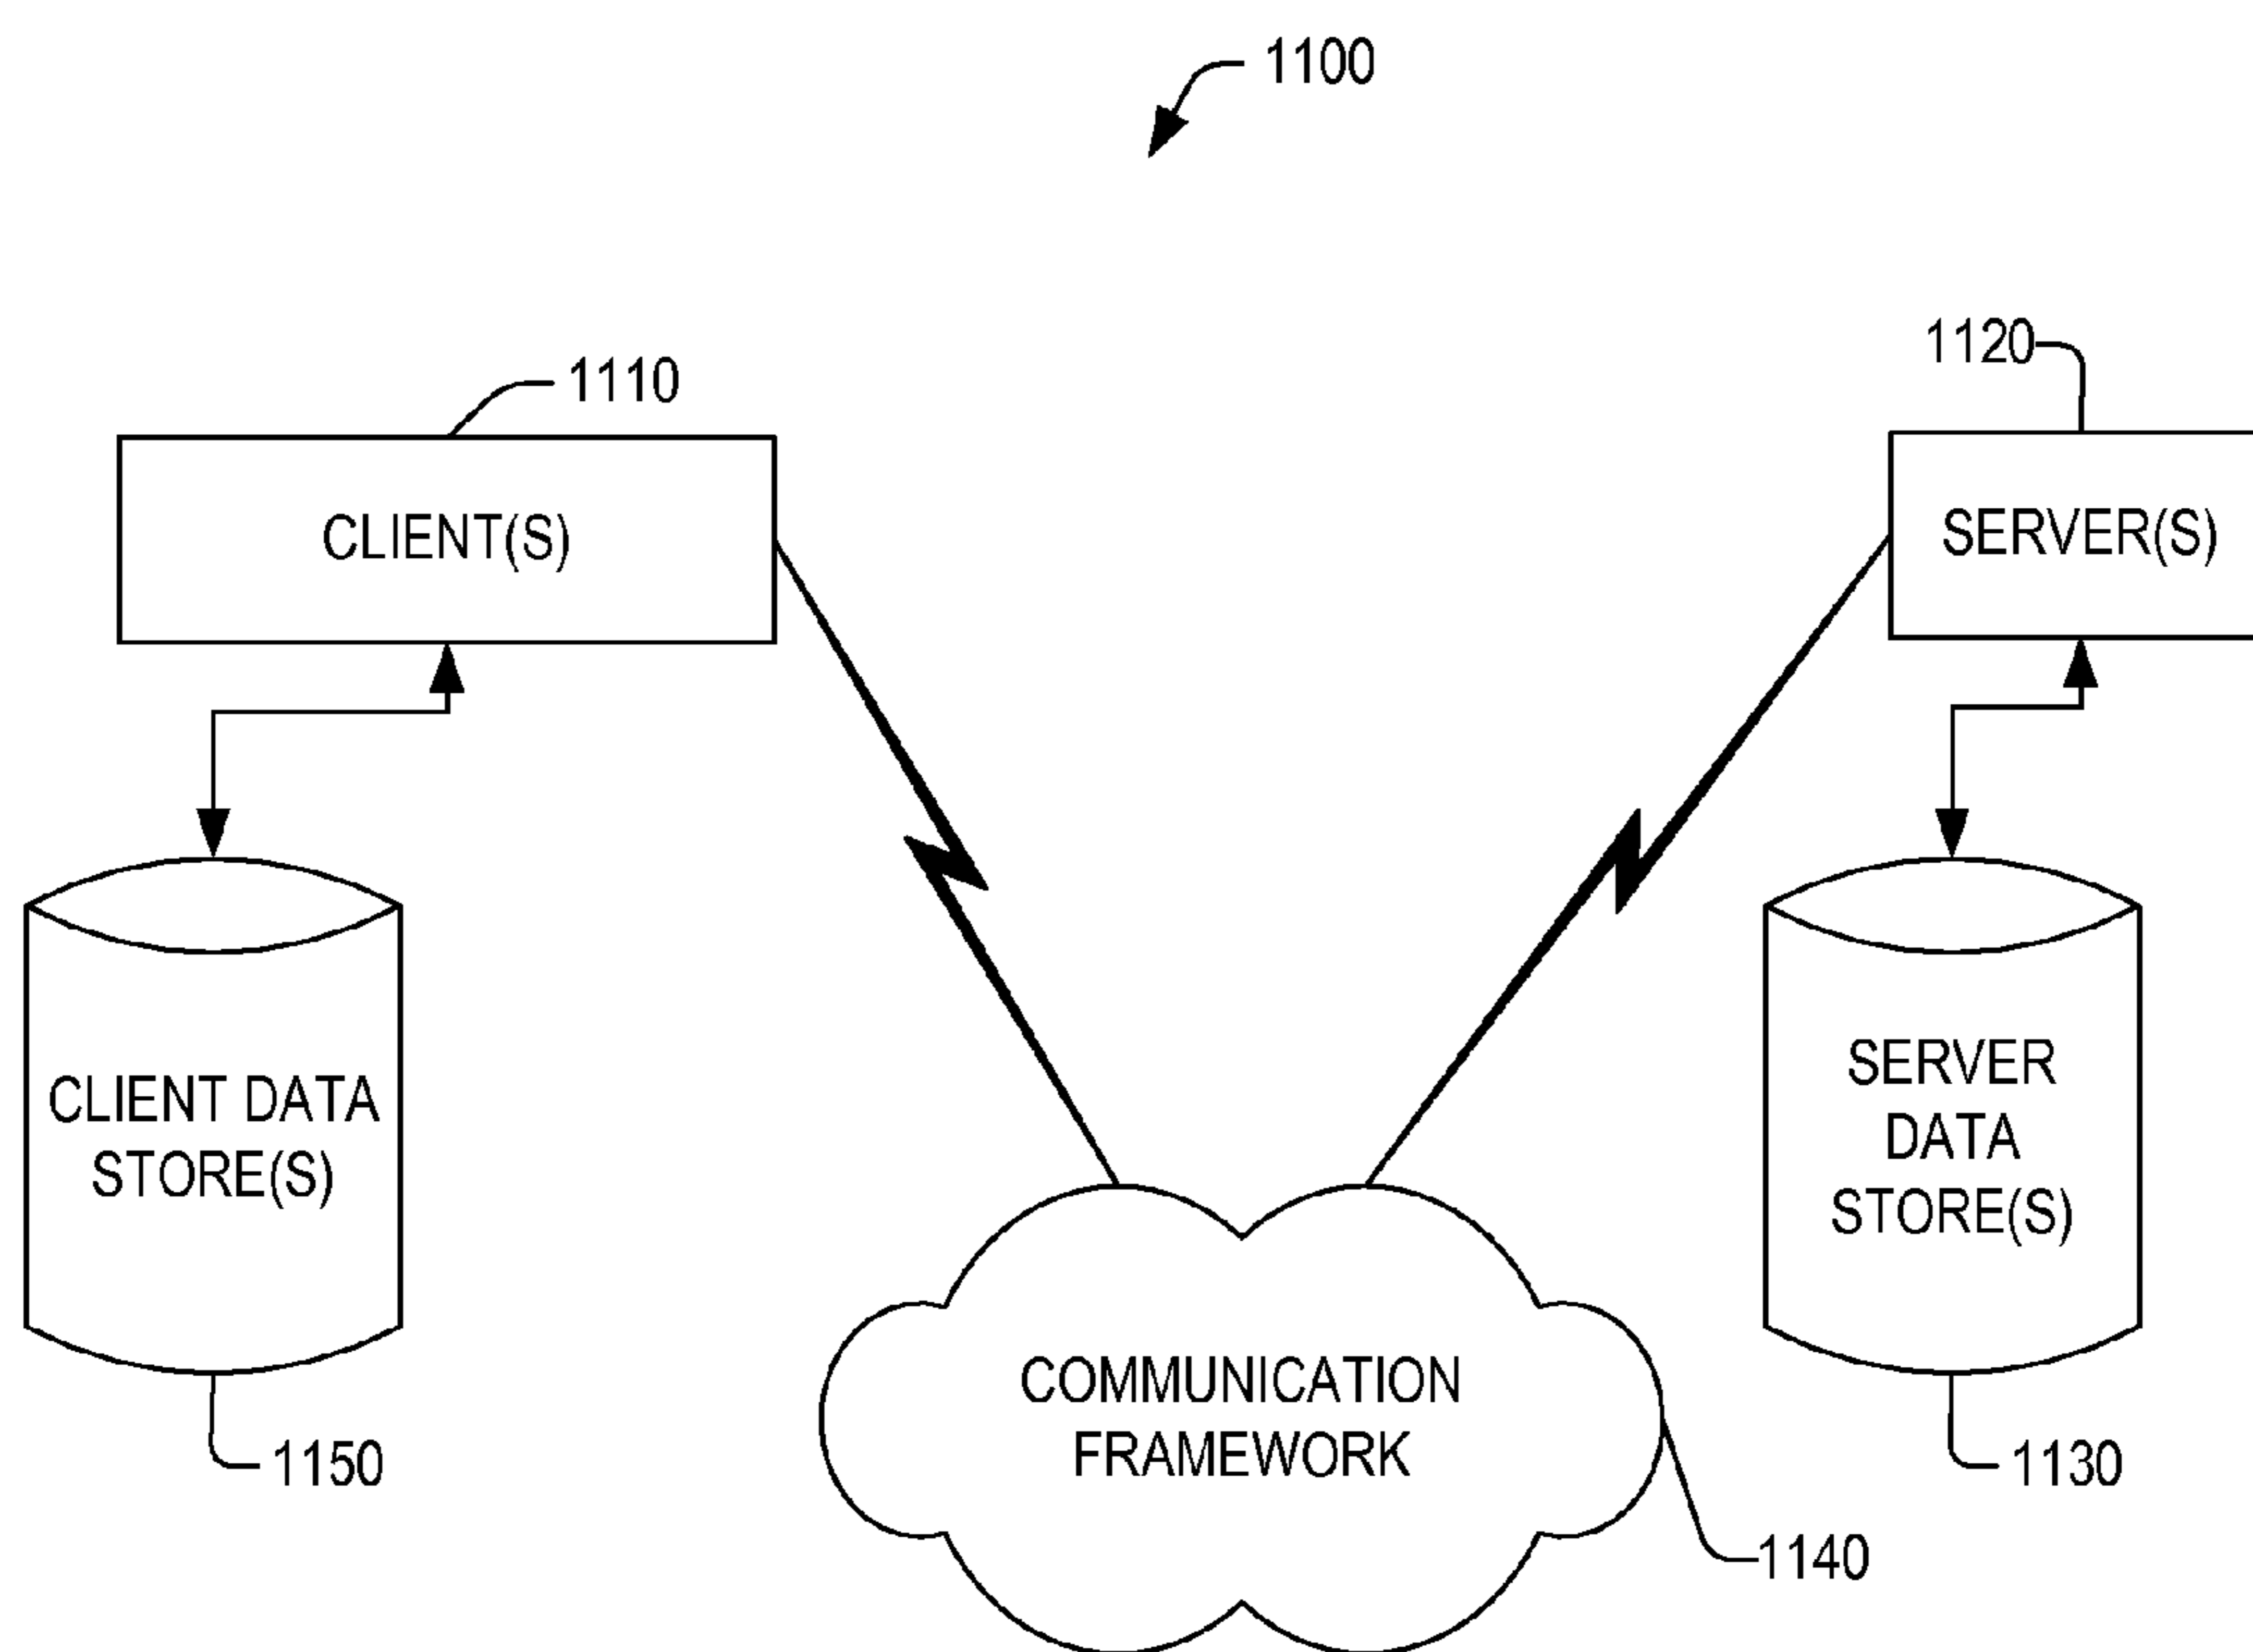 1100
1110
1120
CLIENT(S)
SERVER(S)
CLIENT DATA
STORE(S)
SERVER
DATA
STORE(S)
COMMUNICATION
FRAMEWORK
1150
1130
1140